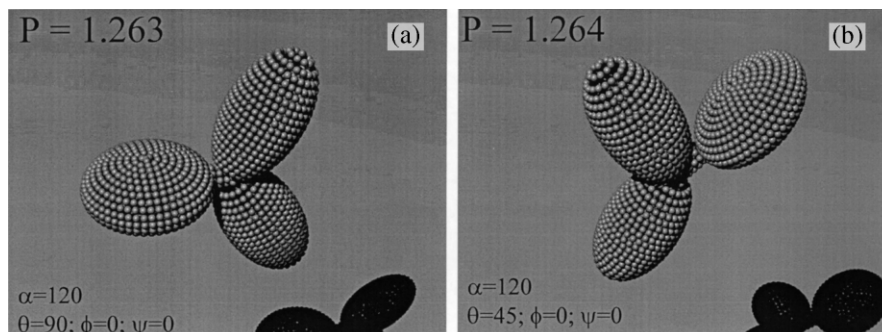 P = 1.263
(a)
α=120
θ=90; ϕ=0; ψ=0
P = 1.264
(b)
α=120
θ=45; ϕ=0; ψ=0